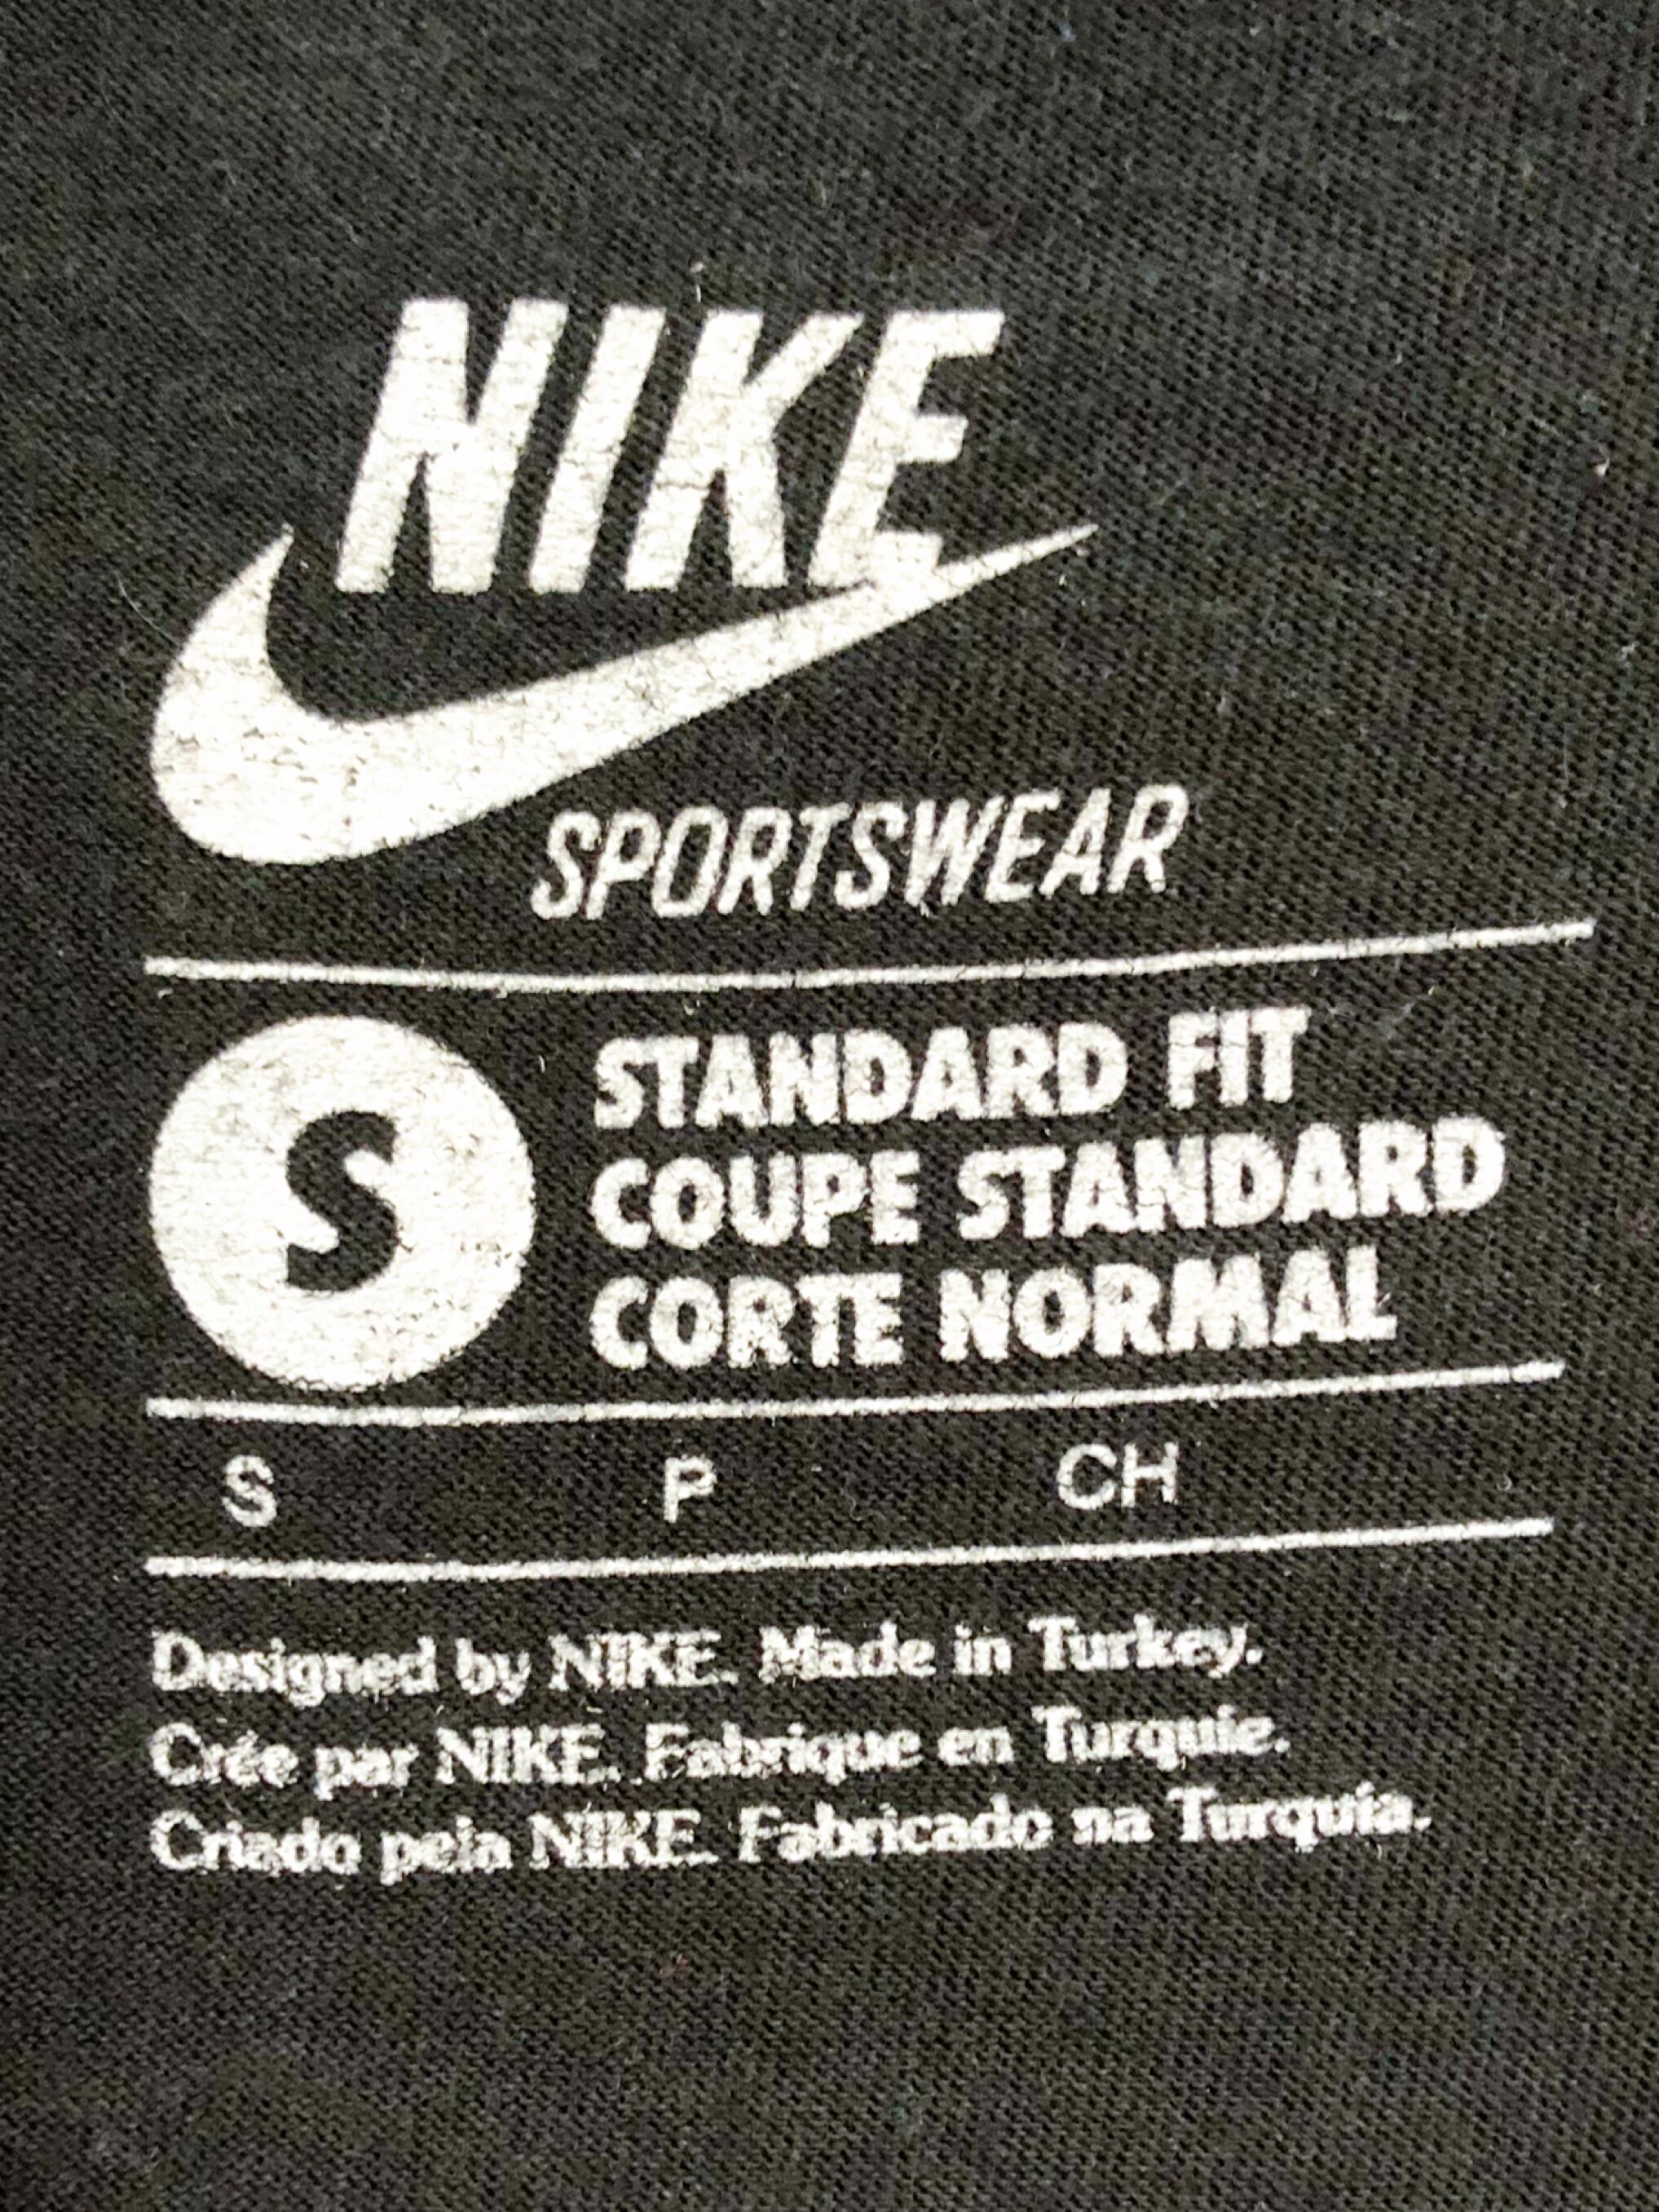 NIKE
SPORTSWEAR
S
STANDARD FIT
COUPE STANDARD
CORTE NORMAL
S P CH
Designed by NIKE. Made in Turkey.
Crée par NIKE. Fabrique en Turquie.
Criado pela NIKE. Fabricado na Turquía.